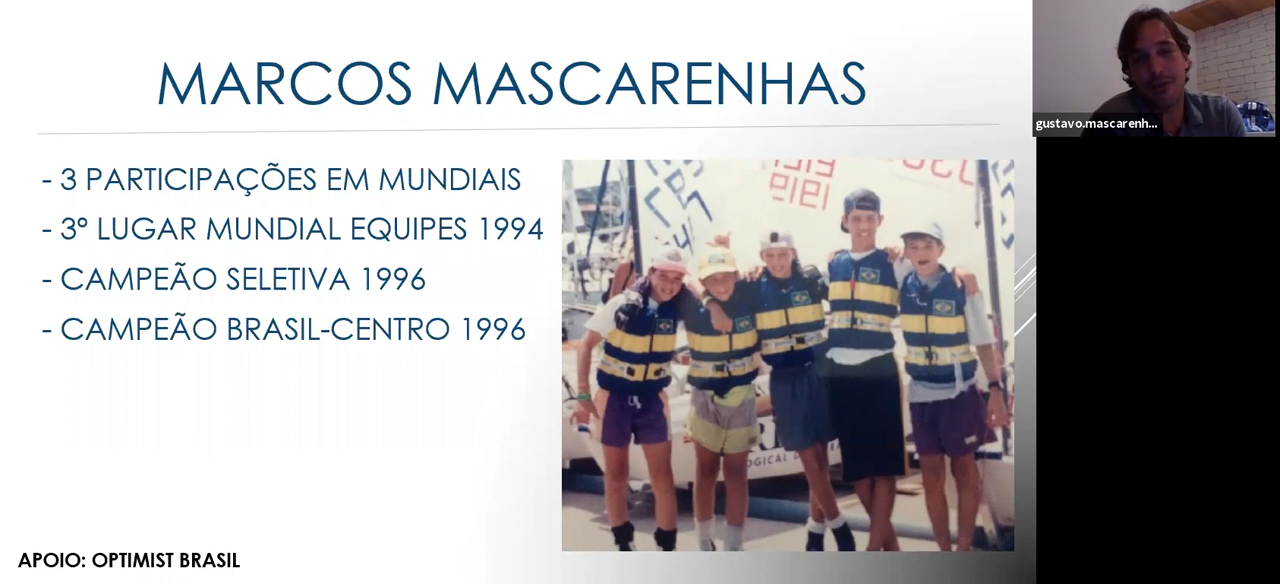 MARCOS MASCARENHAS
- 3 PARTICIPAÇÕES EM MUNDIAIS
- 3º LUGAR MUNDIAL EQUIPES 1994
- CAMPEÃO SELETIVA 1996
- CAMPEÃO BRASIL-CENTRO 1996
APOIO: OPTIMIST BRASIL
gustavo.mascarenh...